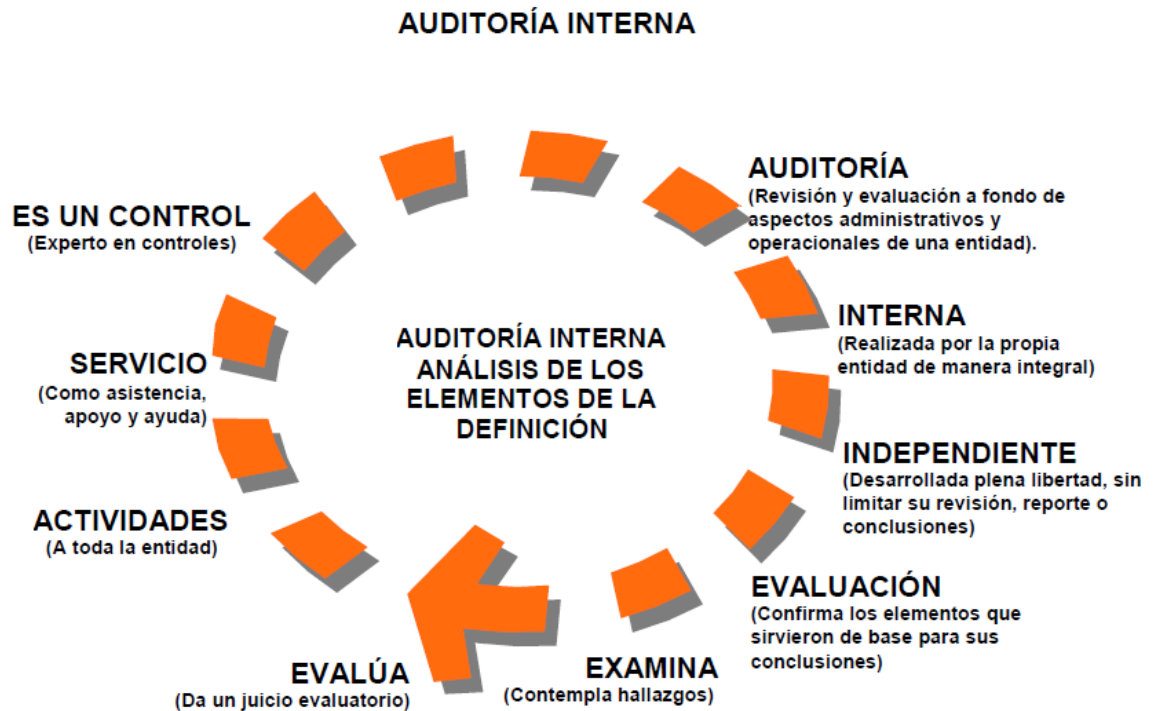 AUDITORÍA INTERNA
AUDITORÍA
(Revisión y evaluación a fondo de
aspectos administrativos y
operacionales de una entidad).
INTERNA
(Realizada por la propia
entidad de manera integral)
INDEPENDIENTE
(Desarrollada plena libertad, sin
limitar su revisión, reporte o
conclusiones)
EVALUACIÓN
(Confirma los elementos que
sirvieron de base para sus
conclusiones)
EXAMINA
(Contempla hallazgos)
EVALÚA
(Da un juicio evaluatorio)
ACTIVIDADES
(A toda la entidad)
SERVICIO
(Como asistencia,
apoyo y ayuda)
ES UN CONTROL
(Experto en controles)
AUDITORÍA INTERNA
ANÁLISIS DE LOS
ELEMENTOS DE LA
DEFINICIÓN